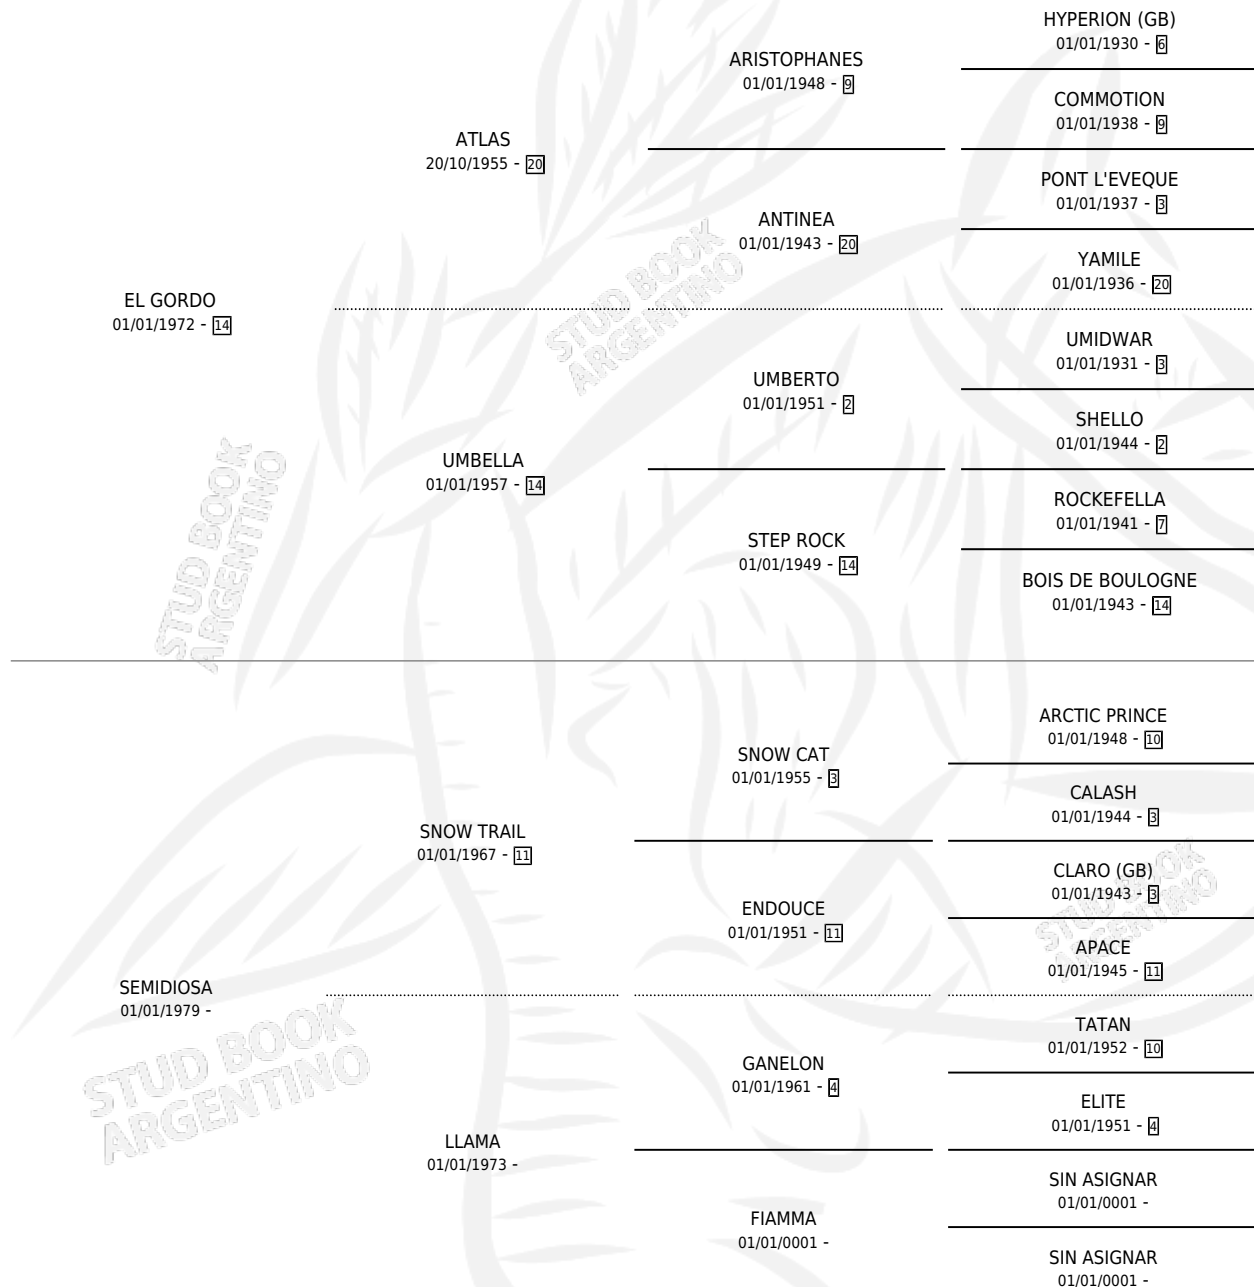 HYPERION (GB)
01/01/1930 - 6
ARISTOPHANES
01/01/1948 - 9
COMMOTION
01/01/1938 - 9
ATLAS
20/10/1955 - 20
PONT L'EVEQUE
01/01/1937 - 3
ANTINEA
01/01/1943 - 20
YAMILE
01/01/1936 - 20
EL GORDO
01/01/1972 - 14
UMIDWAR
01/01/1931 - 3
UMBERTO
01/01/1951 - 2
SHELLO
01/01/1944 - 2
UMBELLA
01/01/1957 - 14
ROCKEFELLA
01/01/1941 - 7
STEP ROCK
01/01/1949 - 14
BOIS DE BOULOGNE
01/01/1943 - 14
ARCTIC PRINCE
01/01/1948 - 10
SNOW CAT
01/01/1955 - 3
CALASH
01/01/1944 - 3
SNOW TRAIL
01/01/1967 - 11
CLARO (GB)
01/01/1943 - 3
ENDOUCE
01/01/1951 - 11
APACE
01/01/1945 - 11
SEMIDIOSA
01/01/1979 -
TATAN
01/01/1952 - 10
GANELON
01/01/1961 - 4
ELITE
01/01/1951 - 4
LLAMA
01/01/1973 -
SIN ASIGNAR
01/01/0001 -
FIAMMA
01/01/0001 -
SIN ASIGNAR
01/01/0001 -
STUD BOOK
ARGENTINO
STUD BOOK
ARGENTINO
STUD BOOK
ARGENTINO
STUD BOOK
ARGENTINO